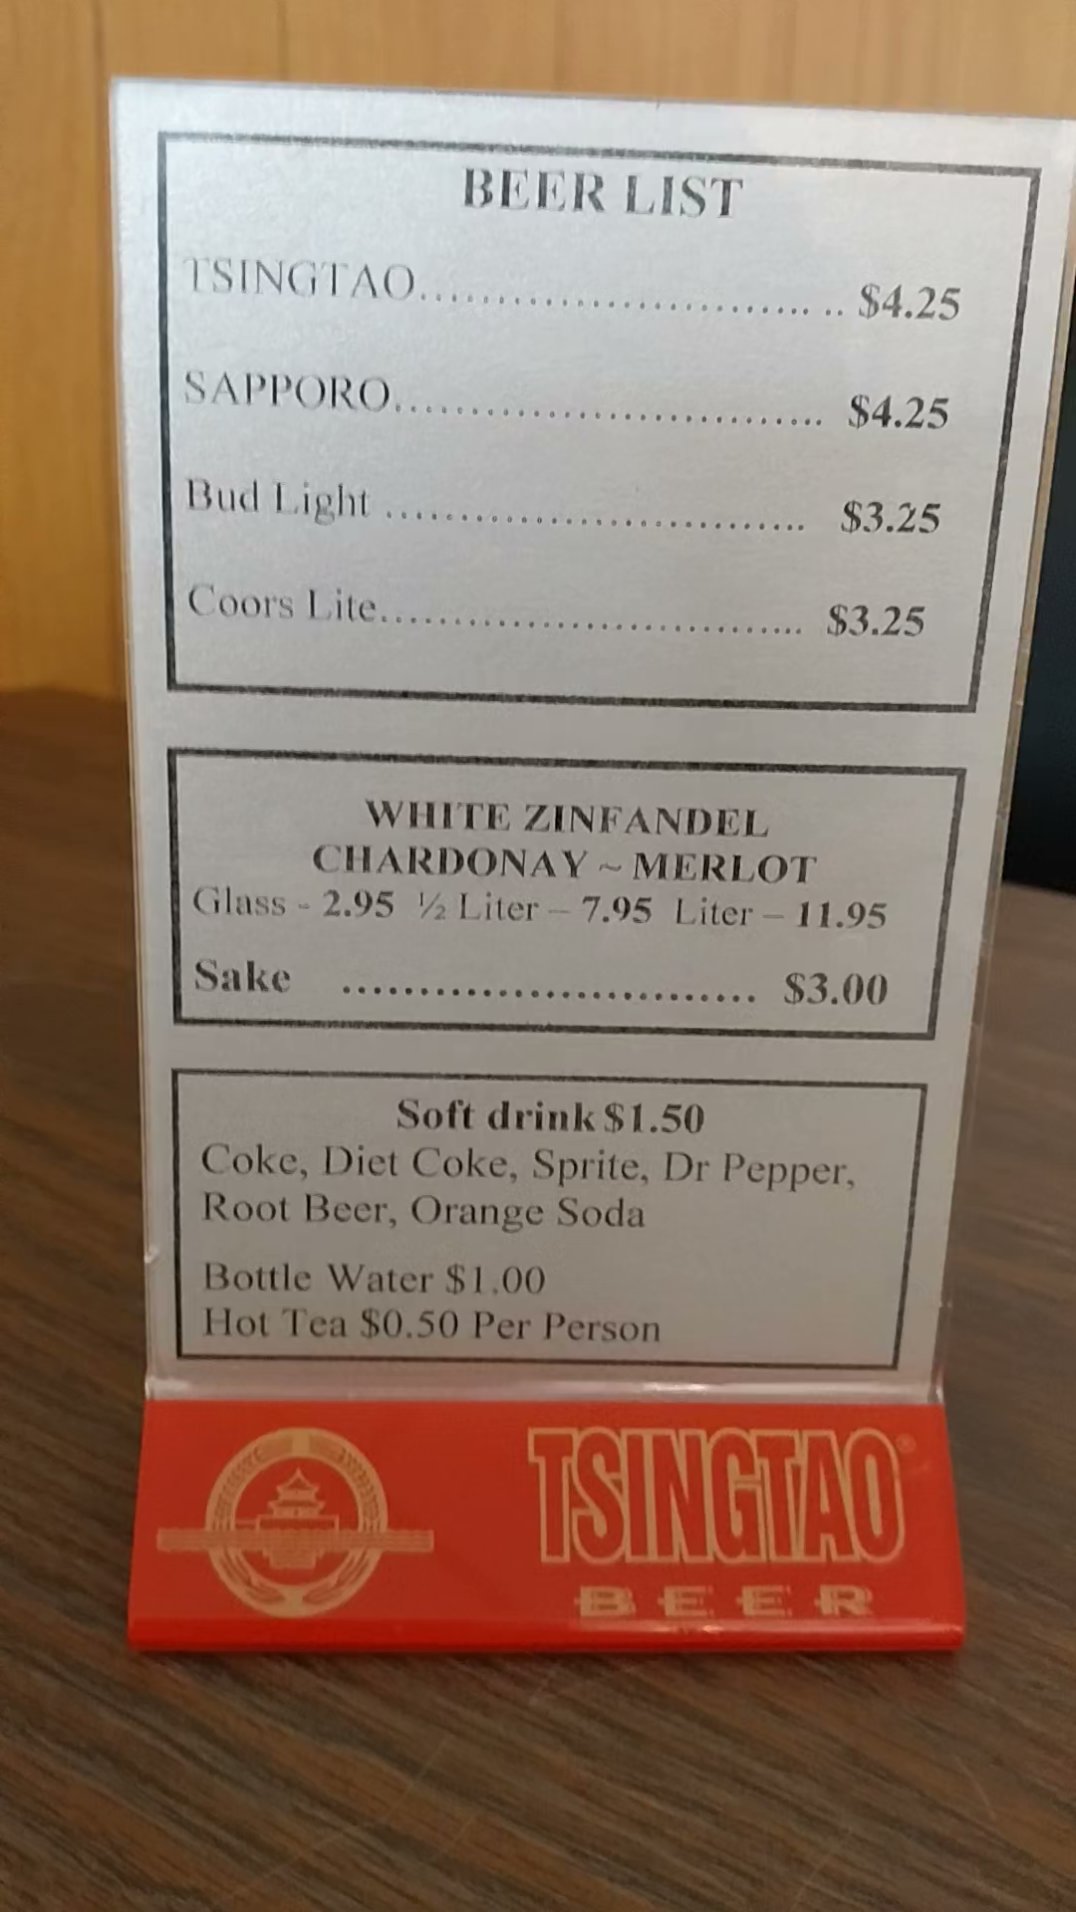 BEER LIST
TSINGTAO.............................. .. $4.25
SAPPORO.............................. $4.25
Bud Light .............................. $3.25
Coors Lite.............................. $3.25
WHITE ZINFANDEL
CHARDONAY ~ MERLOT
Glass - 2.95 ½ Liter – 7.95 Liter – 11.95
Sake ............................ $3.00
Soft drink $1.50
Coke, Diet Coke, Sprite, Dr Pepper,
Root Beer, Orange Soda
Bottle Water $1.00
Hot Tea $0.50 Per Person
TSINGTAO®
BEER